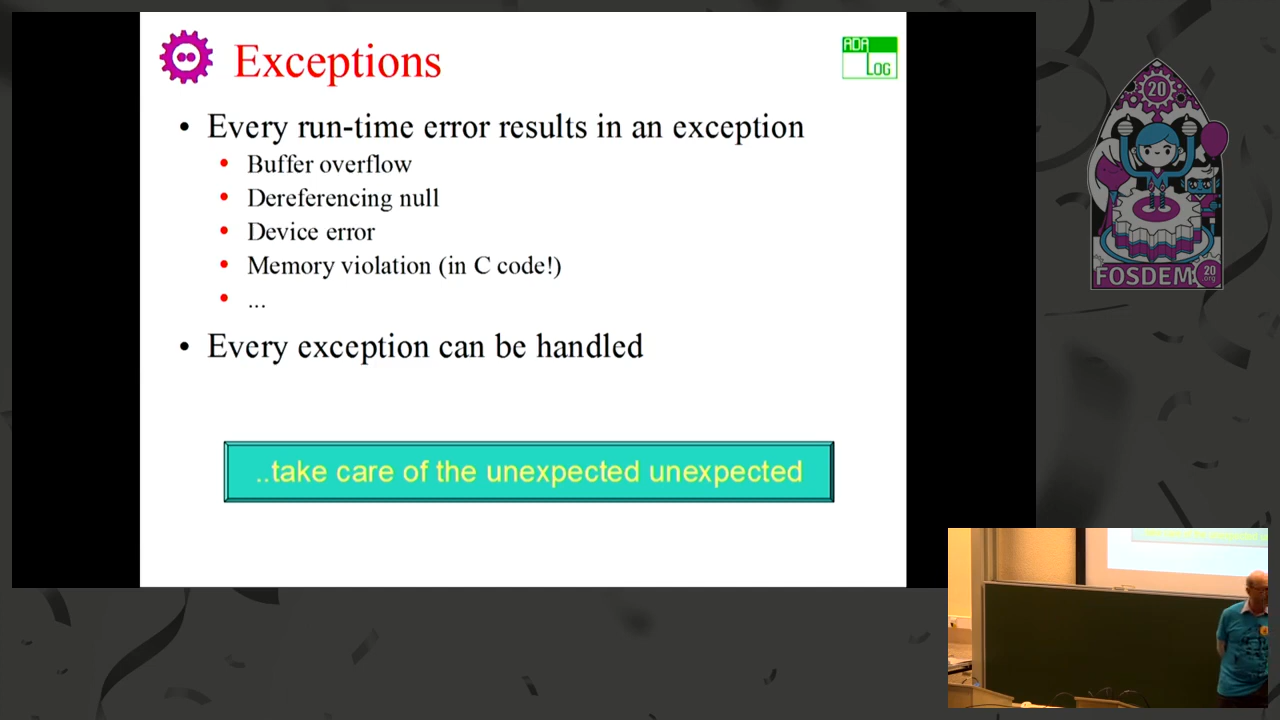 Exceptions
ADA
LOG
• Every run-time error results in an exception
• Buffer overflow
• Dereferencing null
• Device error
• Memory violation (in C code!)
• ...
• Every exception can be handled
..take care of the unexpected unexpected
20
FOSDEM
20
.org